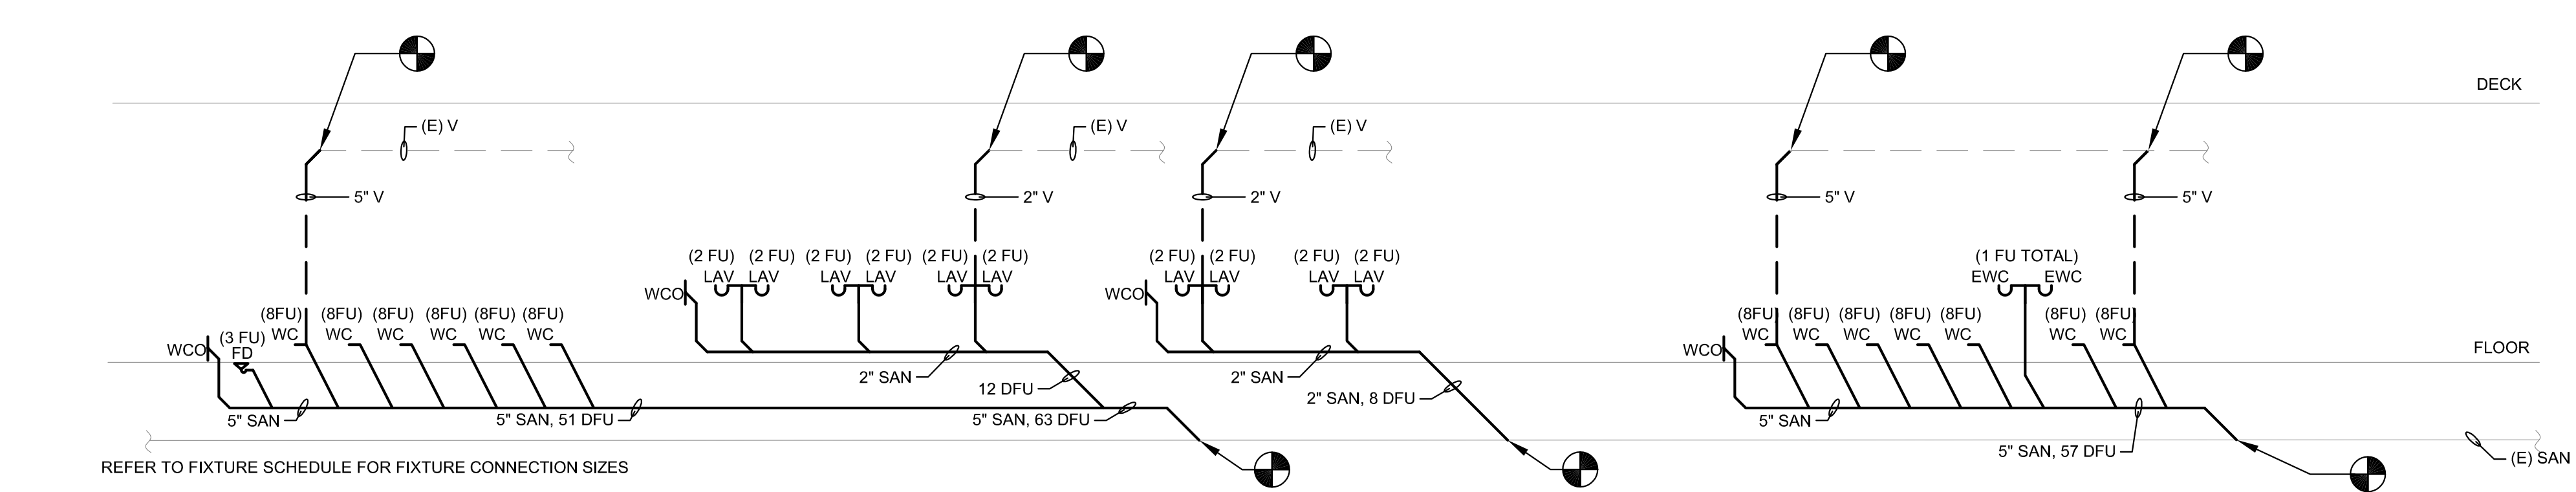 DECK
(E) V
(E) V
(E) V
5" V
2" V
2" V
5" V
5" V
(2 FU) (2 FU) (2 FU) (2 FU) (2 FU) (2 FU)
LAV LAV LAV LAV LAV LAV
(2 FU) (2 FU) (2 FU) (2 FU)
LAV LAV LAV LAV
(1 FU TOTAL)
EWC EWC
WCO
WCO
(8FU) (8FU) (8FU) (8FU) (8FU) (8FU)
WC WC WC WC WC WC
(3 FU)
FD
WCO
(8FU) (8FU) (8FU) (8FU) (8FU) (8FU) (8FU)
WC WC WC WC WC WC WC
WCO
FLOOR
2" SAN
12 DFU
2" SAN
2" SAN, 8 DFU
5" SAN
5" SAN, 51 DFU
5" SAN, 63 DFU
5" SAN
5" SAN, 57 DFU
(E) SAN
REFER TO FIXTURE SCHEDULE FOR FIXTURE CONNECTION SIZES